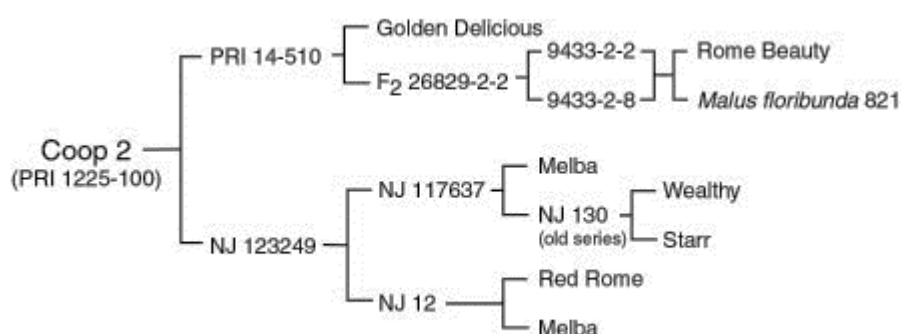 Golden Delicious
PRI 14-510
F2 26829-2-2
9433-2-2
9433-2-8
Rome Beauty
Malus floribunda 821
Coop 2
(PRI 1225-100)
NJ 123249
NJ 117637
Melba
NJ 130
(old series)
Wealthy
Starr
NJ 12
Red Rome
Melba